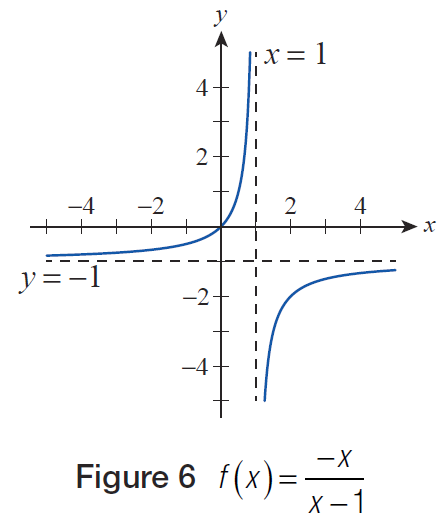 y
x = 1
4
2
−4 −2 2 4 x
y = −1
−2
−4
Figure 6 f(x) = −x / x − 1